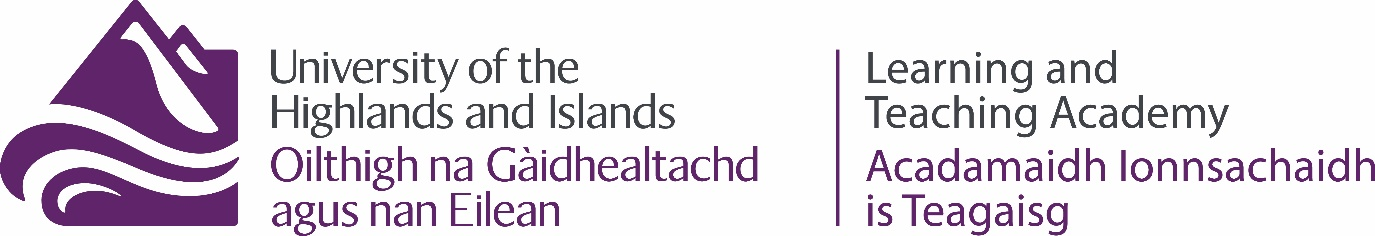 University of the
Highlands and Islands
Oilthigh na Gàidhealtachd
agus nan Eilean
Learning and
Teaching Academy
Acadamaidh Ionnsachaidh
is Teagaisg